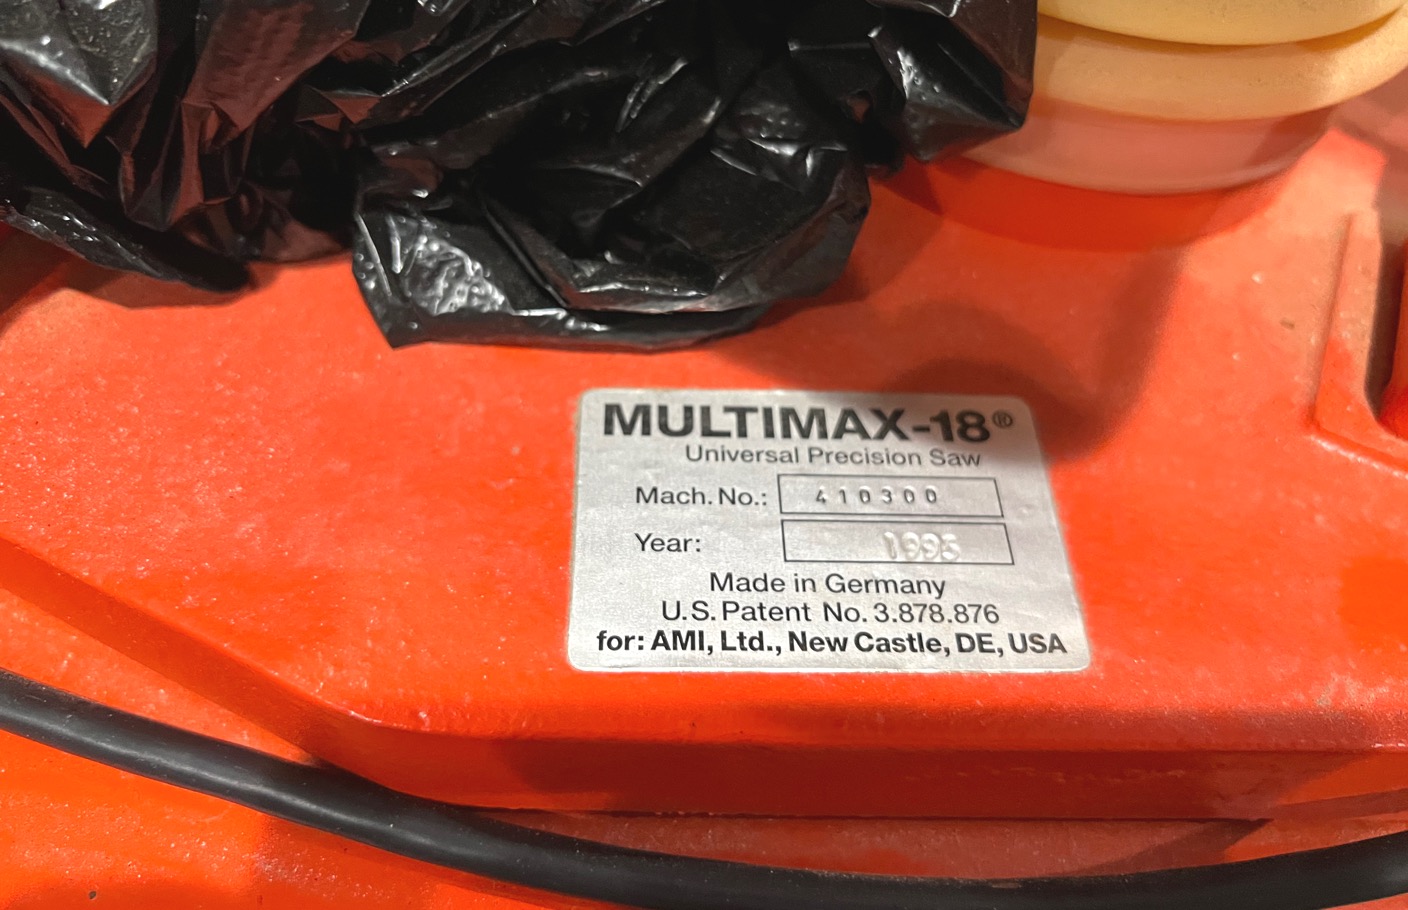 MULTIMAX-18®
Universal Precision Saw
Mach. No.: 410300
Year:
Made in Germany
U.S. Patent No. 3.878.876
for: AMI, Ltd., New Castle, DE, USA